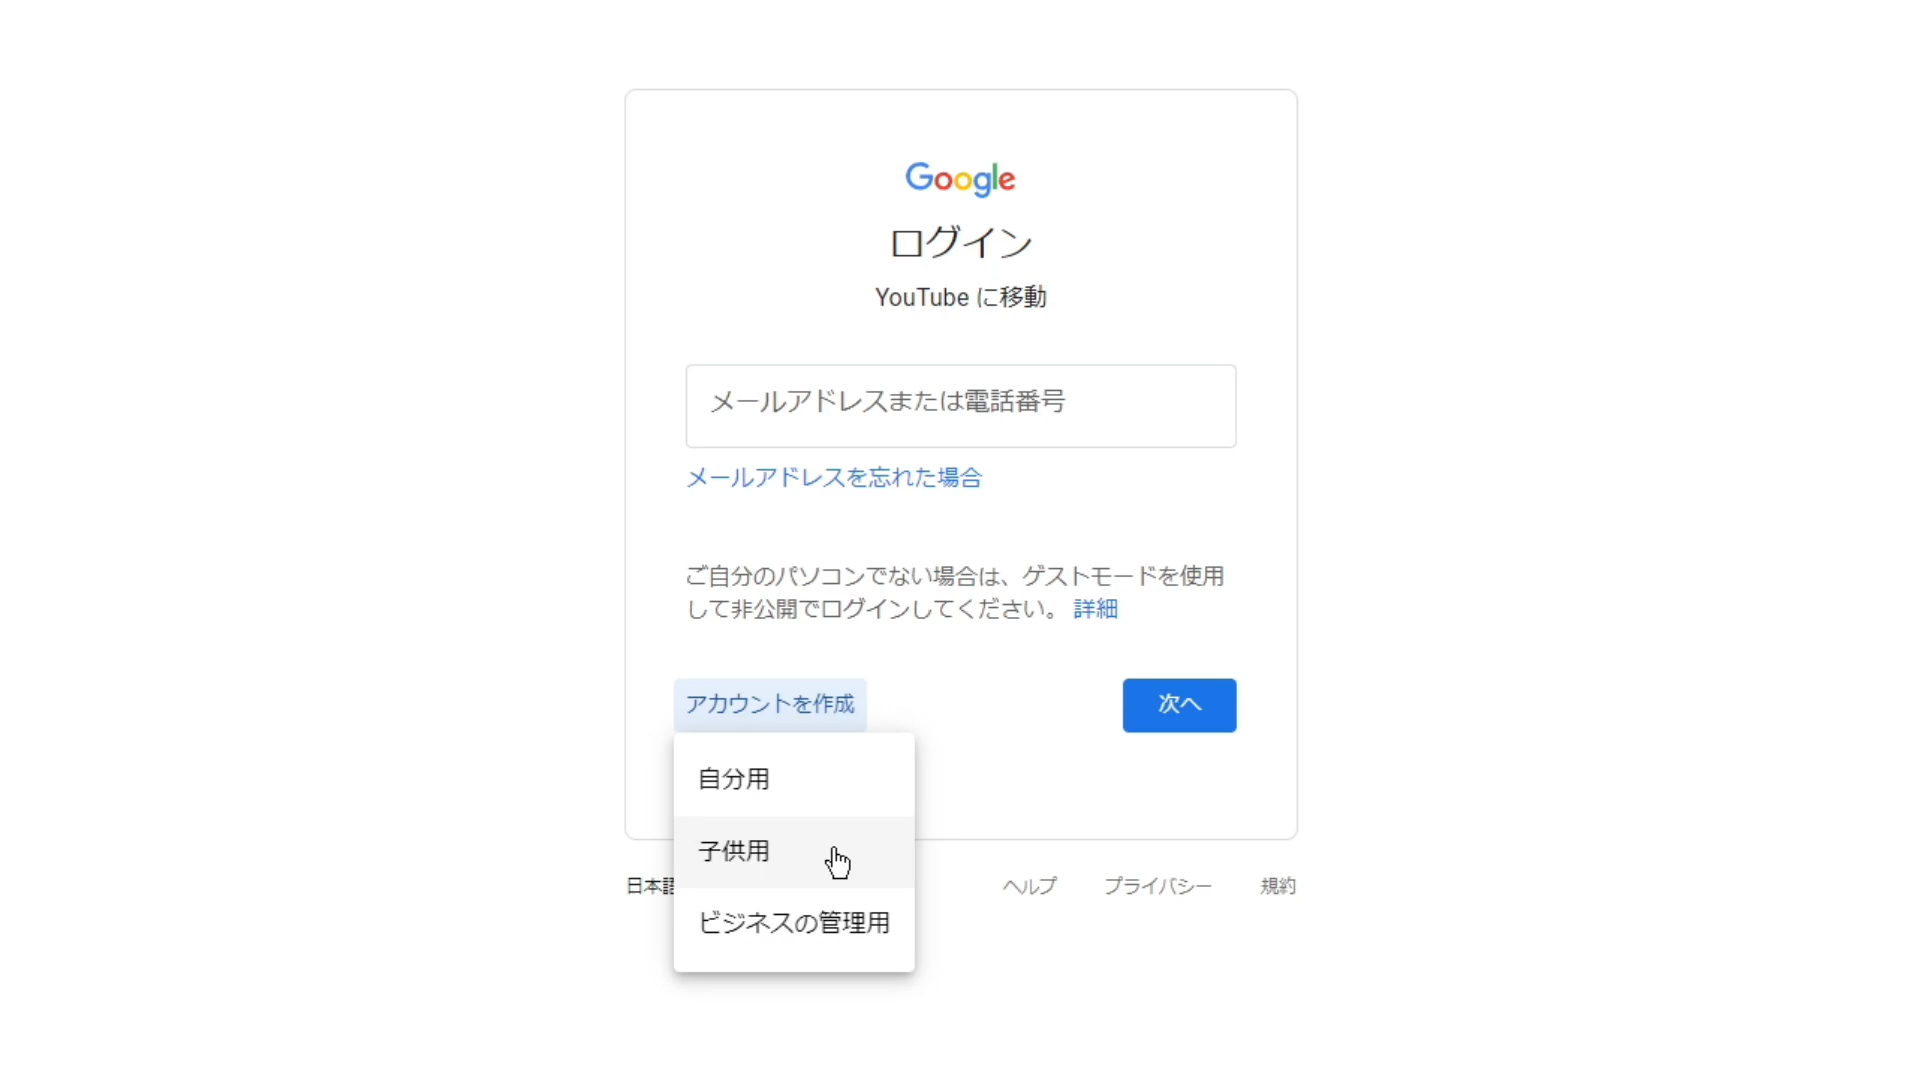 Google
ログイン
YouTube に移動
メールアドレスまたは電話番号
メールアドレスを忘れた場合
ご自分のパソコンでない場合は、ゲストモードを使用
して非公開でログインしてください。 詳細
アカウントを作成
次へ
自分用
子供用
日本語
ヘルプ
プライバシー
規約
ビジネスの管理用